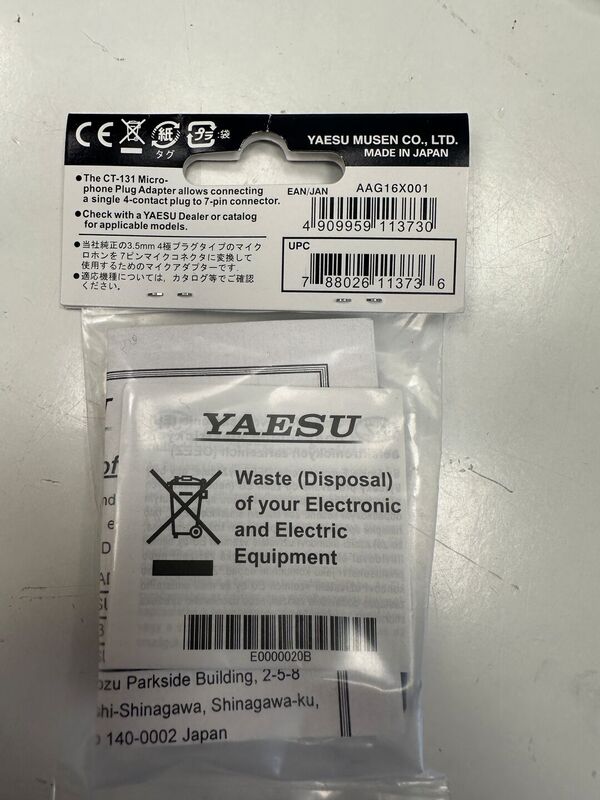 CE 紙 タグ プラ :袋
YAESU MUSEN CO., LTD.
MADE IN JAPAN
●The CT-131 Micro-
phone Plug Adapter allows connecting
a single 4-contact plug to 7-pin connector.
●Check with a YAESU Dealer or catalog
for applicable models.
●当社純正の3.5mm 4極プラグタイプのマイク
ロホンを 7ピンマイクコネクタに変換して
使用するためのマイクアダプターです。
●適応機種については、カタログ等でご確認
ください。
EAN/JAN AAG16X001
4 909959 113730
UPC
7 88026 11373 6
YAESU
Waste (Disposal)
of your Electronic
and Electric
Equipment
E0000020B
ozu Parkside Building, 2-5-8
hi-Shinagawa, Shinagawa-ku,
140-0002 Japan